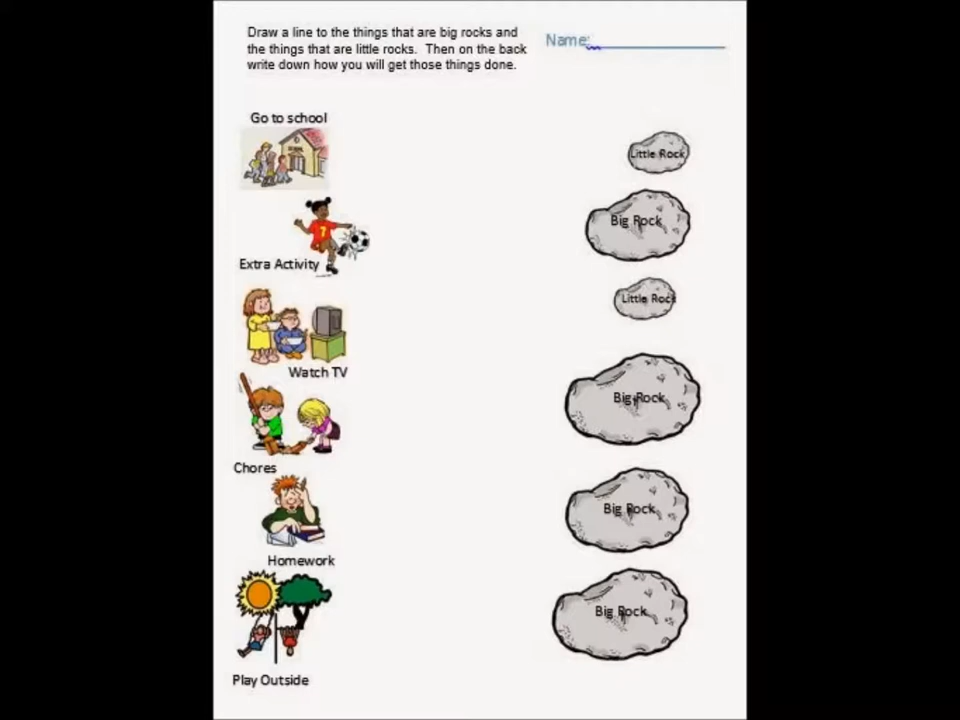 Draw a line to the things that are big rocks and
the things that are little rocks. Then on the back
write down how you will get those things done.
Name:
Go to school
Little Rock
Big Rock
Extra Activity
Little Rock
Watch TV
Big Rock
Chores
Big Rock
Homework
Big Rock
Play Outside